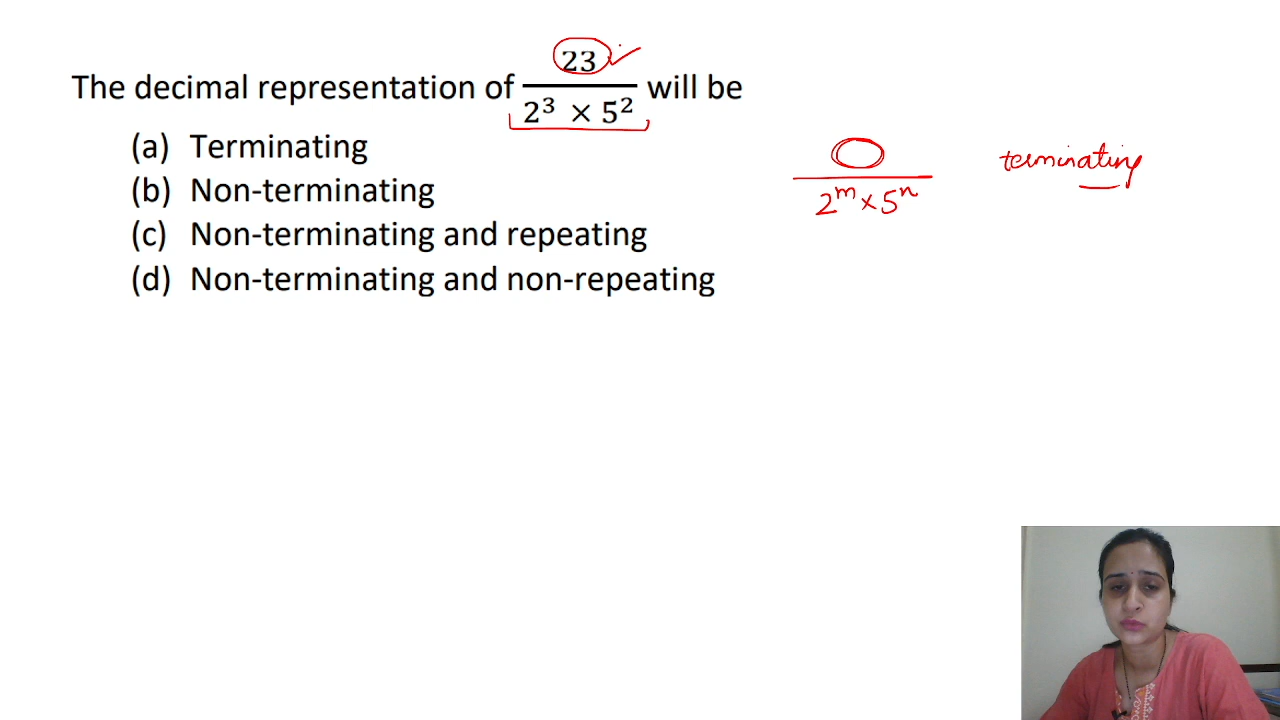 The decimal representation of 23 / 2³ × 5² will be
(a) Terminating
(b) Non-terminating
(c) Non-terminating and repeating
(d) Non-terminating and non-repeating
2ᵐ × 5ⁿ
terminating